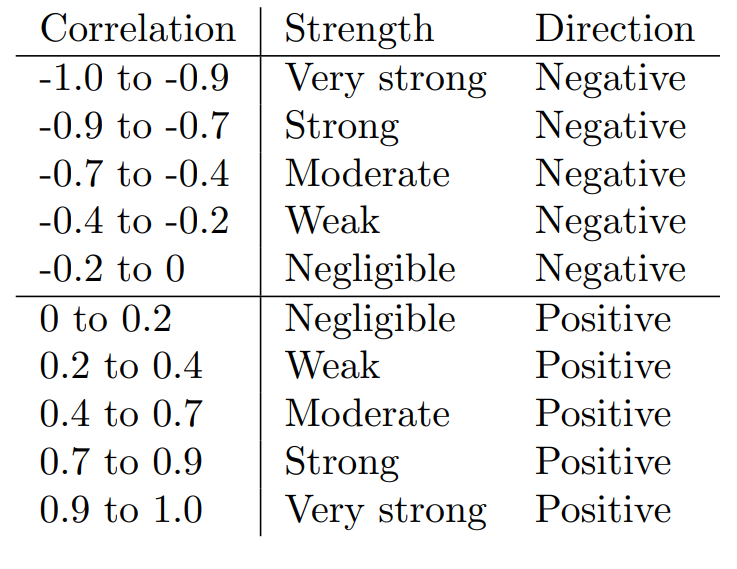 Correlation Strength Direction
-1.0 to -0.9 Very strong Negative
-0.9 to -0.7 Strong Negative
-0.7 to -0.4 Moderate Negative
-0.4 to -0.2 Weak Negative
-0.2 to 0 Negligible Negative
0 to 0.2 Negligible Positive
0.2 to 0.4 Weak Positive
0.4 to 0.7 Moderate Positive
0.7 to 0.9 Strong Positive
0.9 to 1.0 Very strong Positive